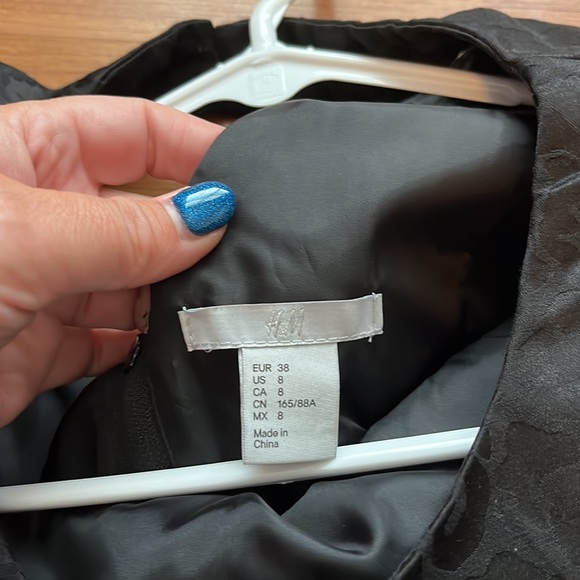 H&M
EUR 38
US 8
CA 8
CN 165/88A
MX 8
Made in
China